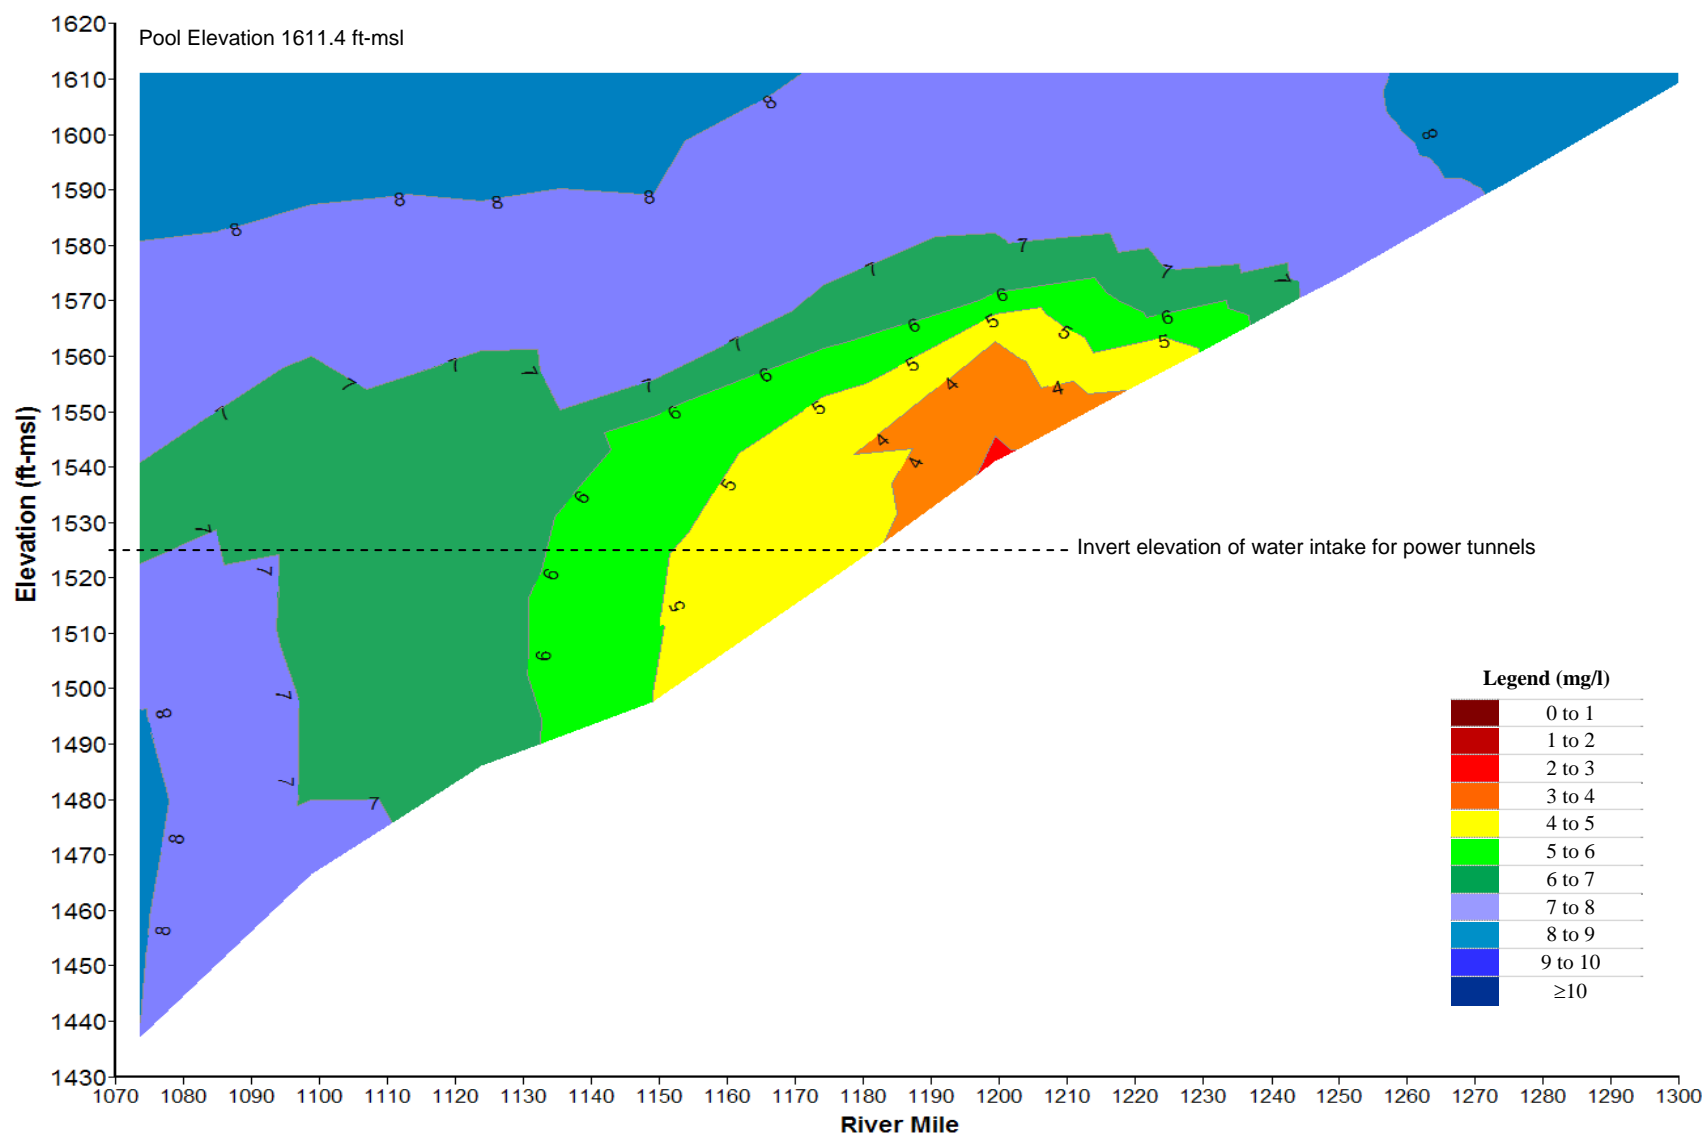 Pool Elevation 1611.4 ft-msl
Elevation (ft-msl)
1620
1610
1600
1590
1580
1570
1560
1550
1540
1530
1520
1510
1500
1490
1480
1470
1460
1450
1440
1430
8 8
8 8 8 8
7 7 7 7
7 7 7 7 7 7 7
6 6 6 6
5 5 5 5 5
4 4 4 4
6 5
7 7
6 5
6
8 7
7 7
8
8
Invert elevation of water intake for power tunnels
Legend (mg/l)
0 to 1
1 to 2
2 to 3
3 to 4
4 to 5
5 to 6
6 to 7
7 to 8
8 to 9
9 to 10
≥10
1070 1080 1090 1100 1110 1120 1130 1140 1150 1160 1170 1180 1190 1200 1210 1220 1230 1240 1250 1260 1270 1280 1290 1300
River Mile